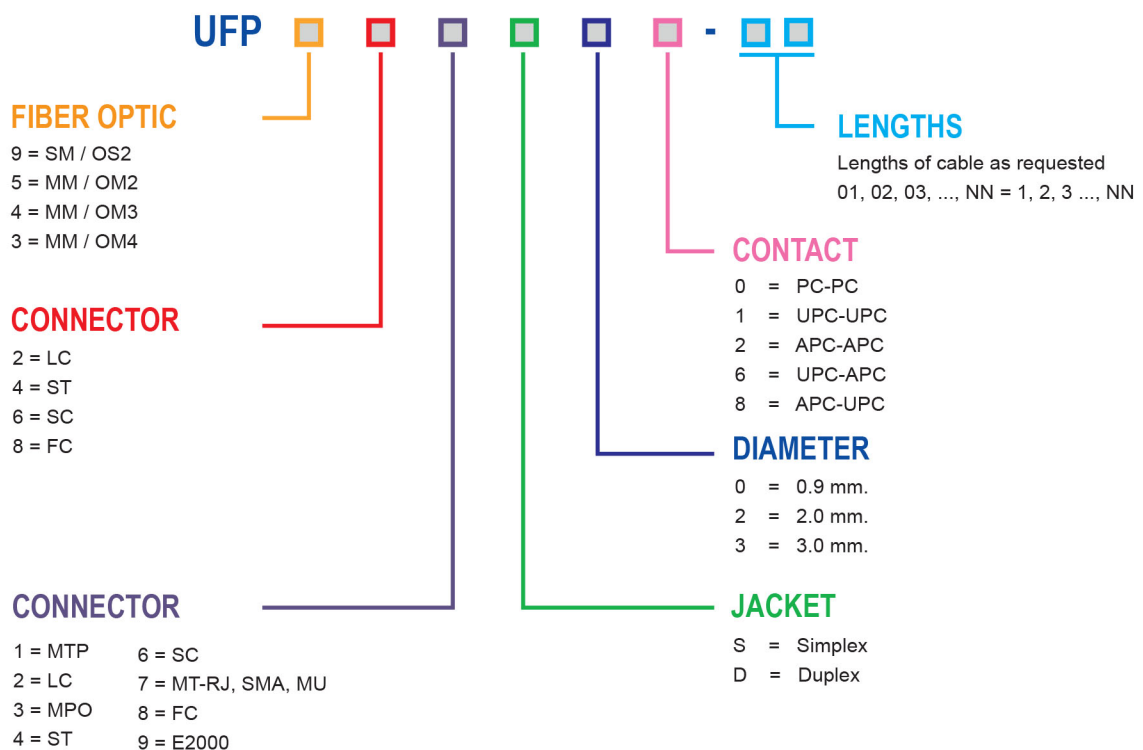 UFP -
FIBER OPTIC
9 = SM / OS2
5 = MM / OM2
4 = MM / OM3
3 = MM / OM4
CONNECTOR
2 = LC
4 = ST
6 = SC
8 = FC
CONNECTOR
1 = MTP
2 = LC
3 = MPO
4 = ST
6 = SC
7 = MT-RJ, SMA, MU
8 = FC
9 = E2000
LENGTHS
Lengths of cable as requested
01, 02, 03, ..., NN = 1, 2, 3 ..., NN
CONTACT
0 = PC-PC
1 = UPC-UPC
2 = APC-APC
6 = UPC-APC
8 = APC-UPC
DIAMETER
0 = 0.9 mm.
2 = 2.0 mm.
3 = 3.0 mm.
JACKET
S = Simplex
D = Duplex